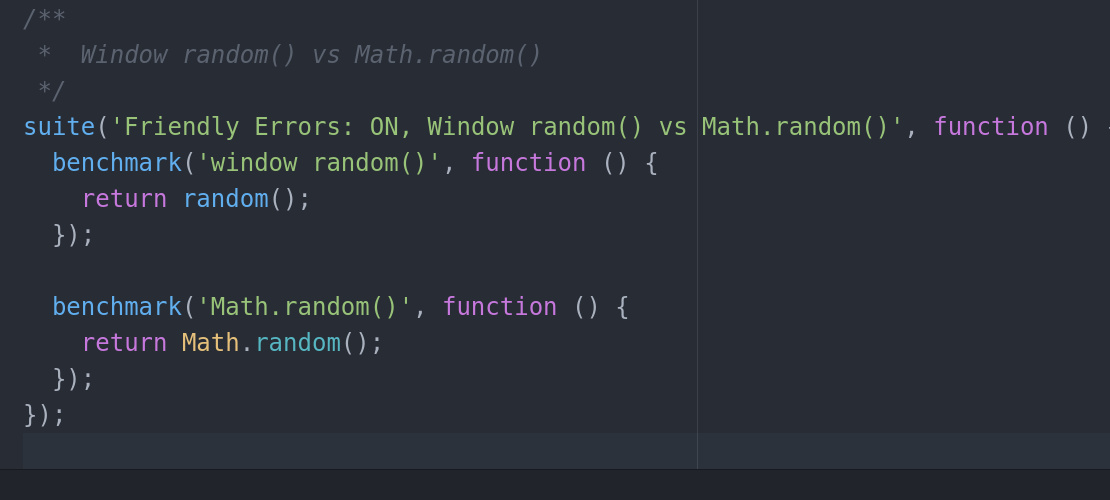 /**
 *  Window random() vs Math.random()
 */
suite('Friendly Errors: ON, Window random() vs Math.random()', function () {
  benchmark('window random()', function () {
    return random();
  });

  benchmark('Math.random()', function () {
    return Math.random();
  });
});